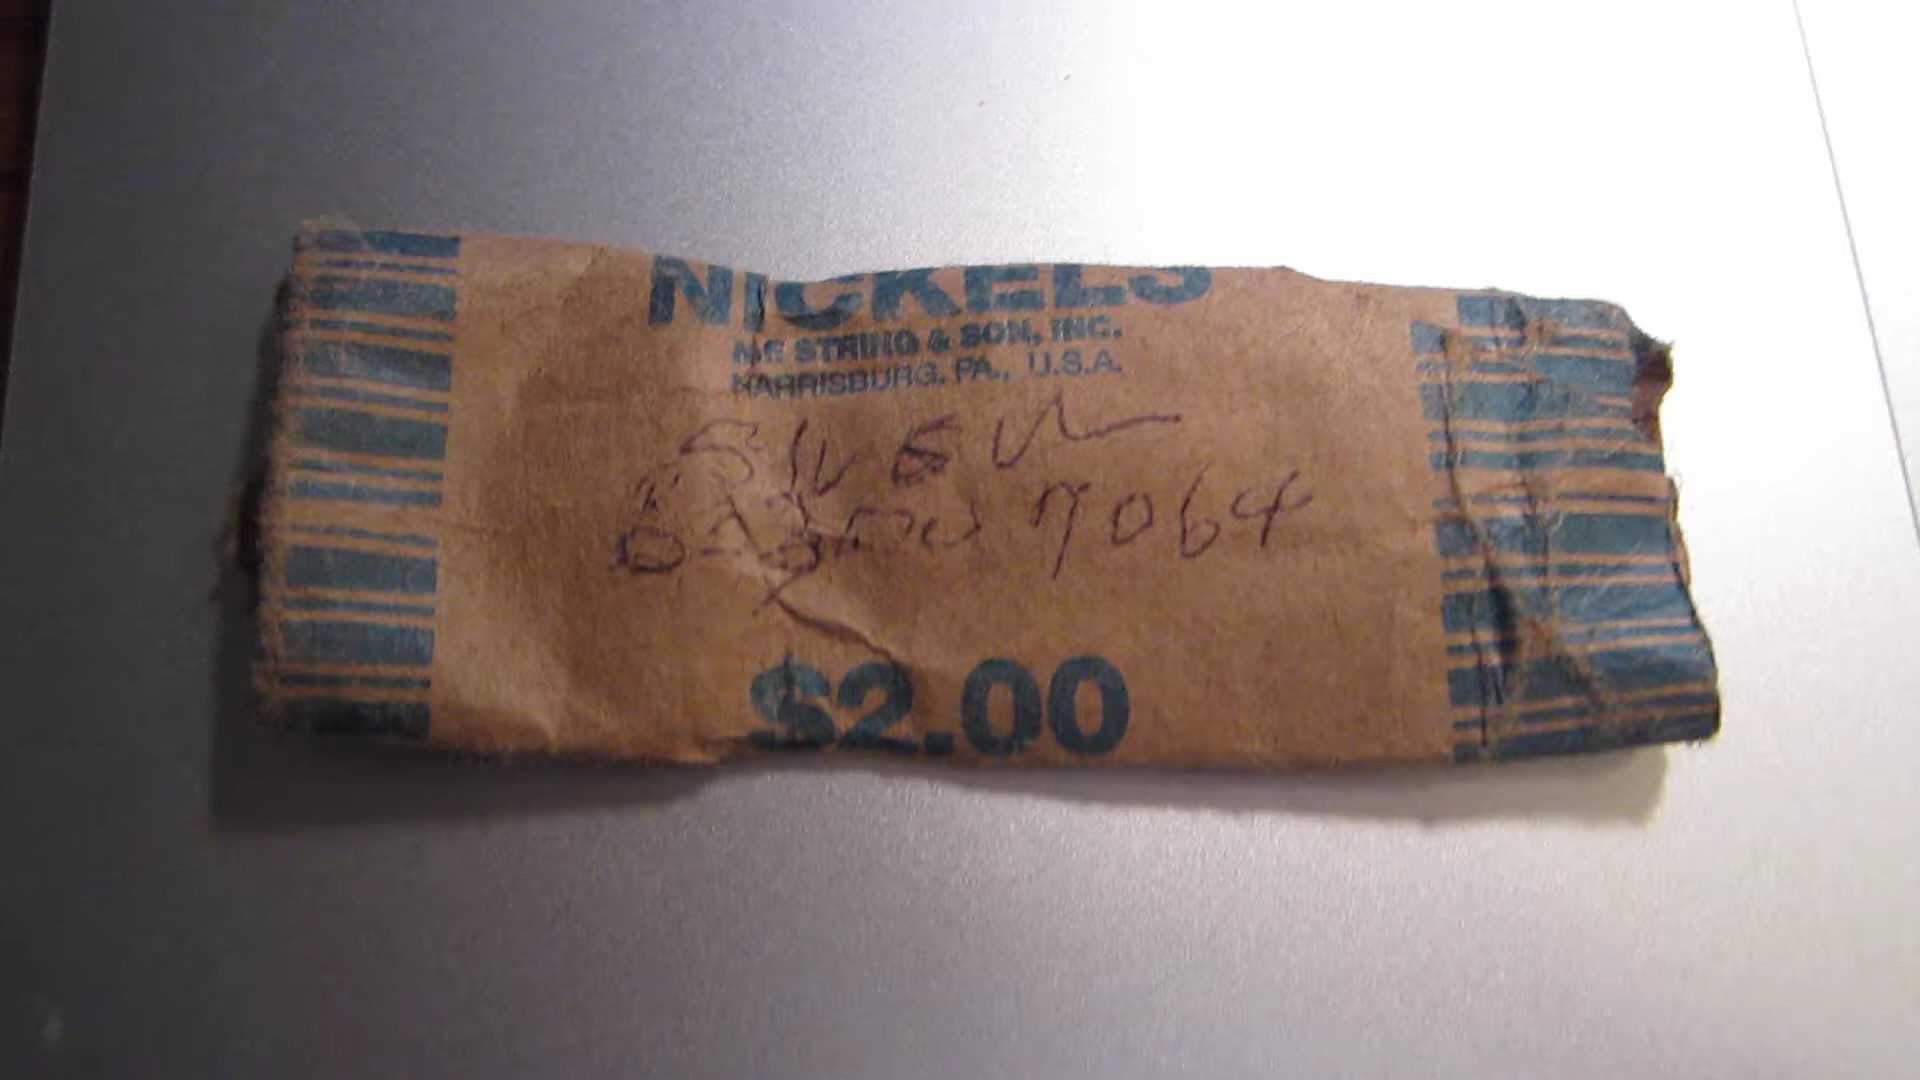 NICKELS
N.F. STRING & SON, INC.
HARRISBURG, PA., U.S.A.
7064
$2.00